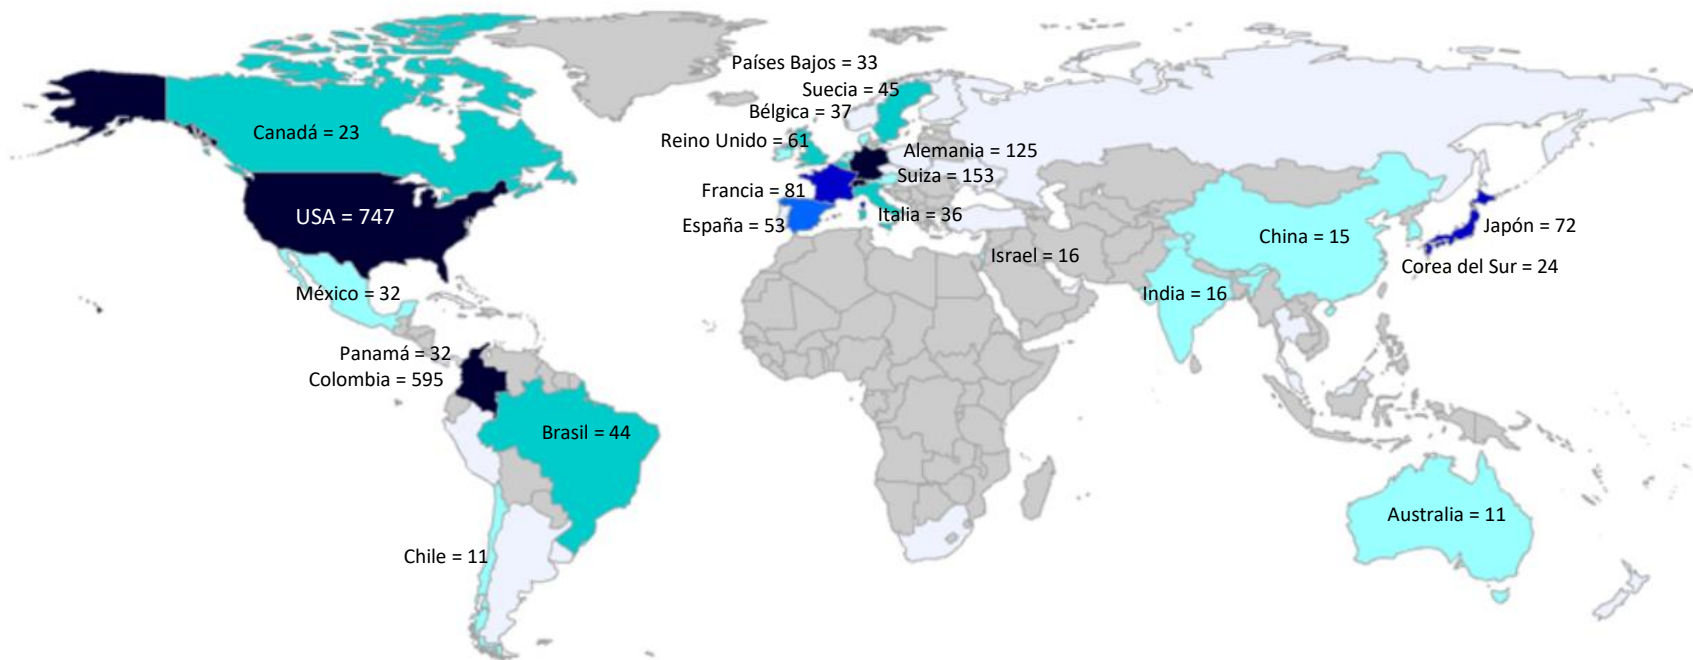 Países Bajos = 33
Suecia = 45
Bélgica = 37
Canadá = 23
Reino Unido = 61
Alemania = 125
Suiza = 153
Francia = 81
USA = 747
España = 53
Italia = 36
Japón = 72
China = 15
Israel = 16
Corea del Sur = 24
México = 32
India = 16
Panamá = 32
Colombia = 595
Brasil = 44
Australia = 11
Chile = 11